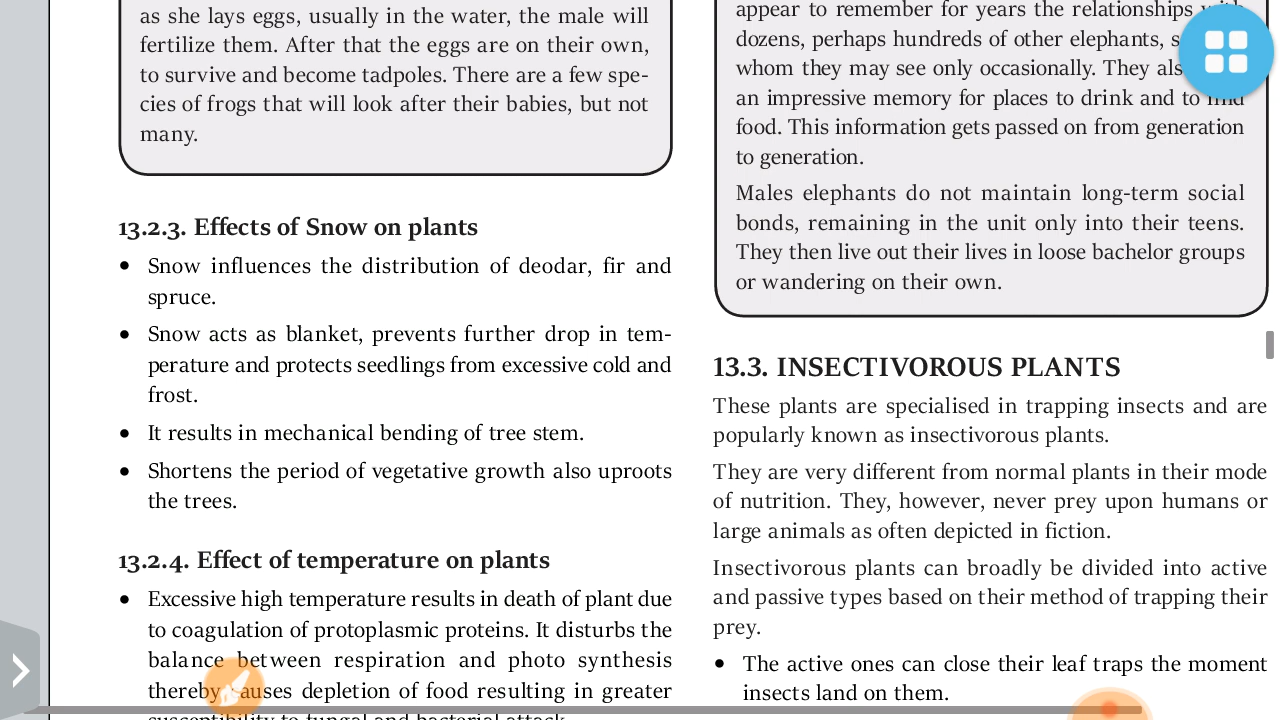 as she lays eggs, usually in the water, the male will
fertilize them. After that the eggs are on their own,
to survive and become tadpoles. There are a few spe-
cies of frogs that will look after their babies, but not
many.
13.2.3. Effects of Snow on plants
• Snow influences the distribution of deodar, fir and
spruce.
• Snow acts as blanket, prevents further drop in tem-
perature and protects seedlings from excessive cold and
frost.
• It results in mechanical bending of tree stem.
• Shortens the period of vegetative growth also uproots
the trees.
13.2.4. Effect of temperature on plants
• Excessive high temperature results in death of plant due
to coagulation of protoplasmic proteins. It disturbs the
balance between respiration and photo synthesis
thereby causes depletion of food resulting in greater
susceptibility to fungal and bacterial attack.
appear to remember for years the relationships with
dozens, perhaps hundreds of other elephants,
whom they may see only occasionally. They
an impressive memory for places to drink and to find
food. This information gets passed on from generation
to generation.
Males elephants do not maintain long-term social
bonds, remaining in the unit only into their teens.
They then live out their lives in loose bachelor groups
or wandering on their own.
13.3. INSECTIVOROUS PLANTS
These plants are specialised in trapping insects and are
popularly known as insectivorous plants.
They are very different from normal plants in their mode
of nutrition. They, however, never prey upon humans or
large animals as often depicted in fiction.
Insectivorous plants can broadly be divided into active
and passive types based on their method of trapping their
prey.
• The active ones can close their leaf traps the moment
insects land on them.